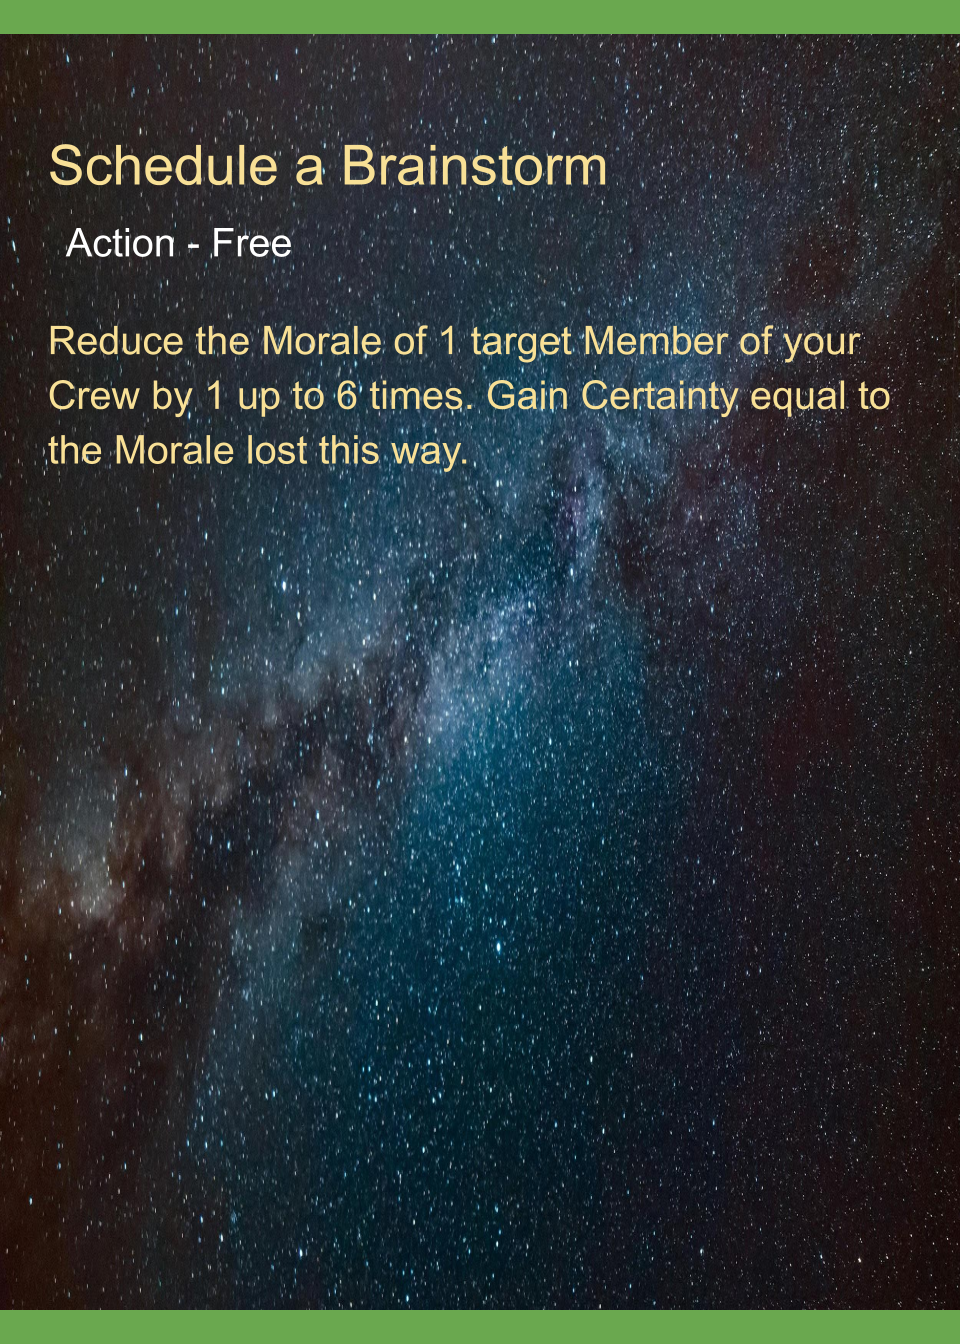 Schedule a Brainstorm
Action - Free
Reduce the Morale of 1 target Member of your
Crew by 1 up to 6 times. Gain Certainty equal to
the Morale lost this way.